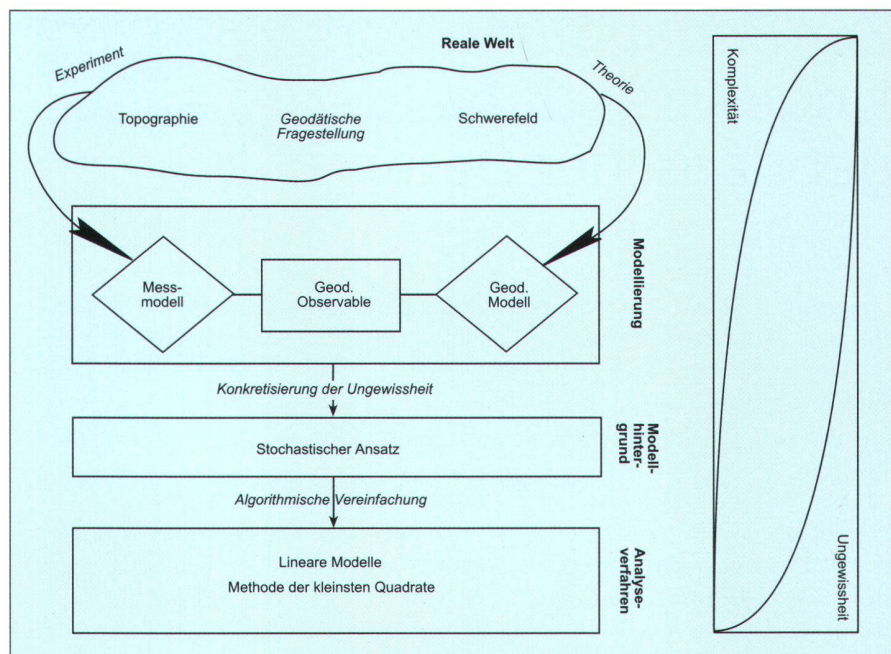 Reale Welt
Experiment
Theorie
Topographie
Geodätische
Fragestellung
Schwerefeld
Mess-
modell
Geod.
Observable
Geod.
Modell
Modellierung
Konkretisierung der Ungewissheit
Stochastischer Ansatz
Modell-
hinter-
grund
Algorithmische Vereinfachung
Lineare Modelle
Methode der kleinsten Quadrate
Analyse-
verfahren
Komplexität
Ungewissheit